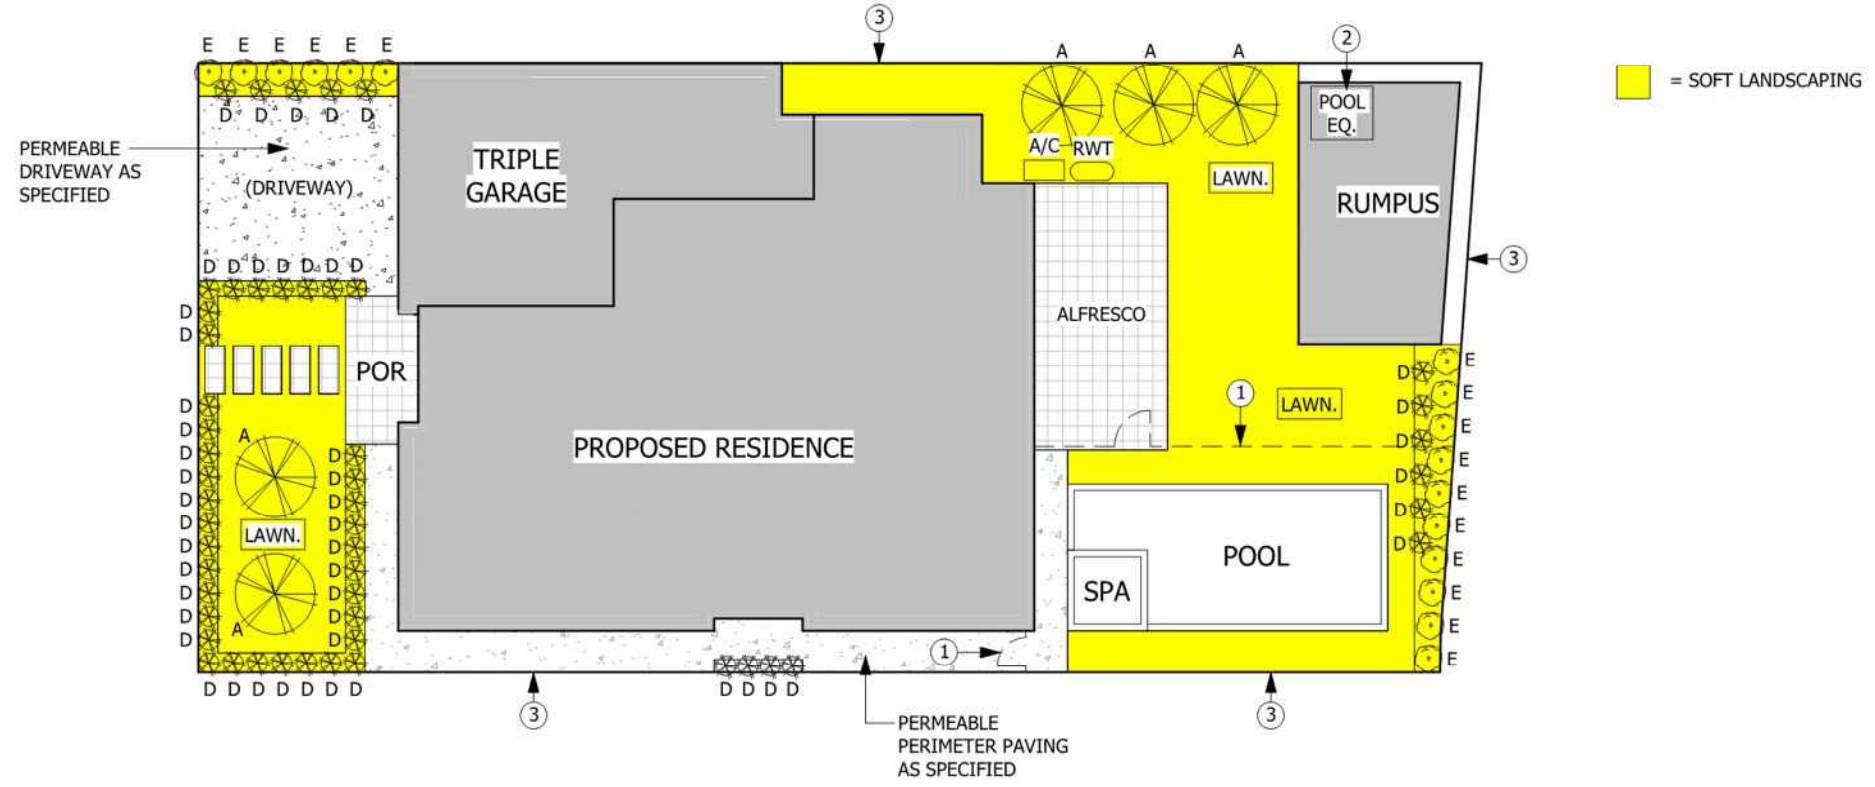 3
E E E E E E
A A A
2
= SOFT LANDSCAPING
POOL
EQ.
D D D D D
PERMEABLE
DRIVEWAY AS
SPECIFIED
TRIPLE
GARAGE
A/C
RWT
(DRIVEWAY)
LAWN.
RUMPUS
3
D D D D D D D
D
D
ALFRESCO
POR
D E
E
1
LAWN.
D
D E
D
D
A
PROPOSED RESIDENCE
D
E
D
D
D
E
D
D
D
E
D
D
D
E
LAWN.
D
D
D
E
POOL
D
D
E
SPA
D
D
E
D
D
A
E
D
D
1
E
D D D D D D D
D D D D
3
3
PERMEABLE
PERIMETER PAVING
AS SPECIFIED